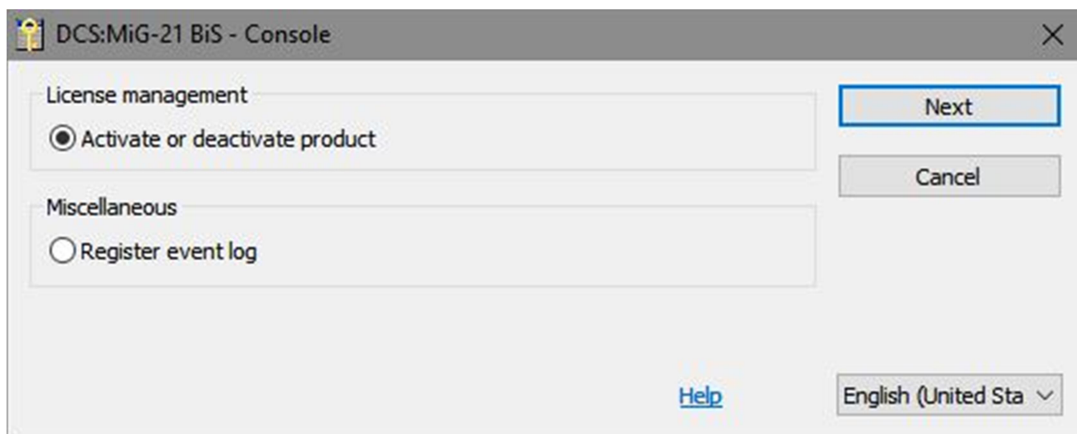 DCS:MiG-21 BiS - Console
License management
Activate or deactivate product
Next
Cancel
Miscellaneous
Register event log
Help
English (United Sta